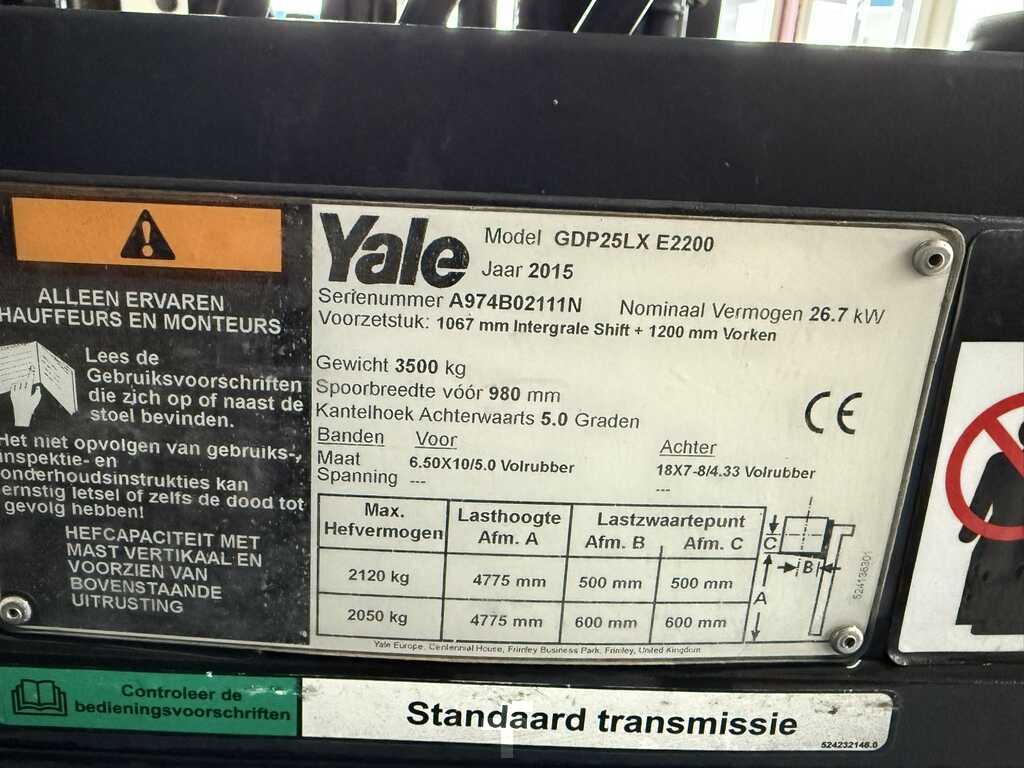 ALLEEN ERVAREN
HAUFFEURS EN MONTEURS
Lees de
Gebruiksvoorschriften
die zich op of naast de
stoel bevinden.
Het niet opvolgen van gebruiks-,
inspektie- en
onderhoudsinstrukties kan
ernstig letsel of zelfs de dood tot
gevolg hebben!
HEFCAPACITEIT MET
MAST VERTIKAAL EN
VOORZIEN VAN
BOVENSTAANDE
UITRUSTING
Yale
Model GDP25LX E2200
Jaar 2015
Serienummer A974B02111N Nominaal Vermogen 26.7 kW
Voorzetstuk: 1067 mm Intergrale Shift + 1200 mm Vorken
Gewicht 3500 kg
Spoorbreedte vóór 980 mm
Kantelhoek Achterwaarts 5.0 Graden
CE
Banden Voor Achter
Maat 6.50X10/5.0 Volrubber 18X7-8/4.33 Volrubber
Spanning --- ---
Max. Hefvermogen Lasthoogte Afm. A Lastzwaartepunt Afm. B Afm. C
2120 kg 4775 mm 500 mm 500 mm
2050 kg 4775 mm 600 mm 600 mm
C B A
524136301
Yale Europe, Centennial House, Frimley Business Park, Frimley, United Kingdom
Controleer de
bedieningsvoorschriften
Standaard transmissie
524232148.0